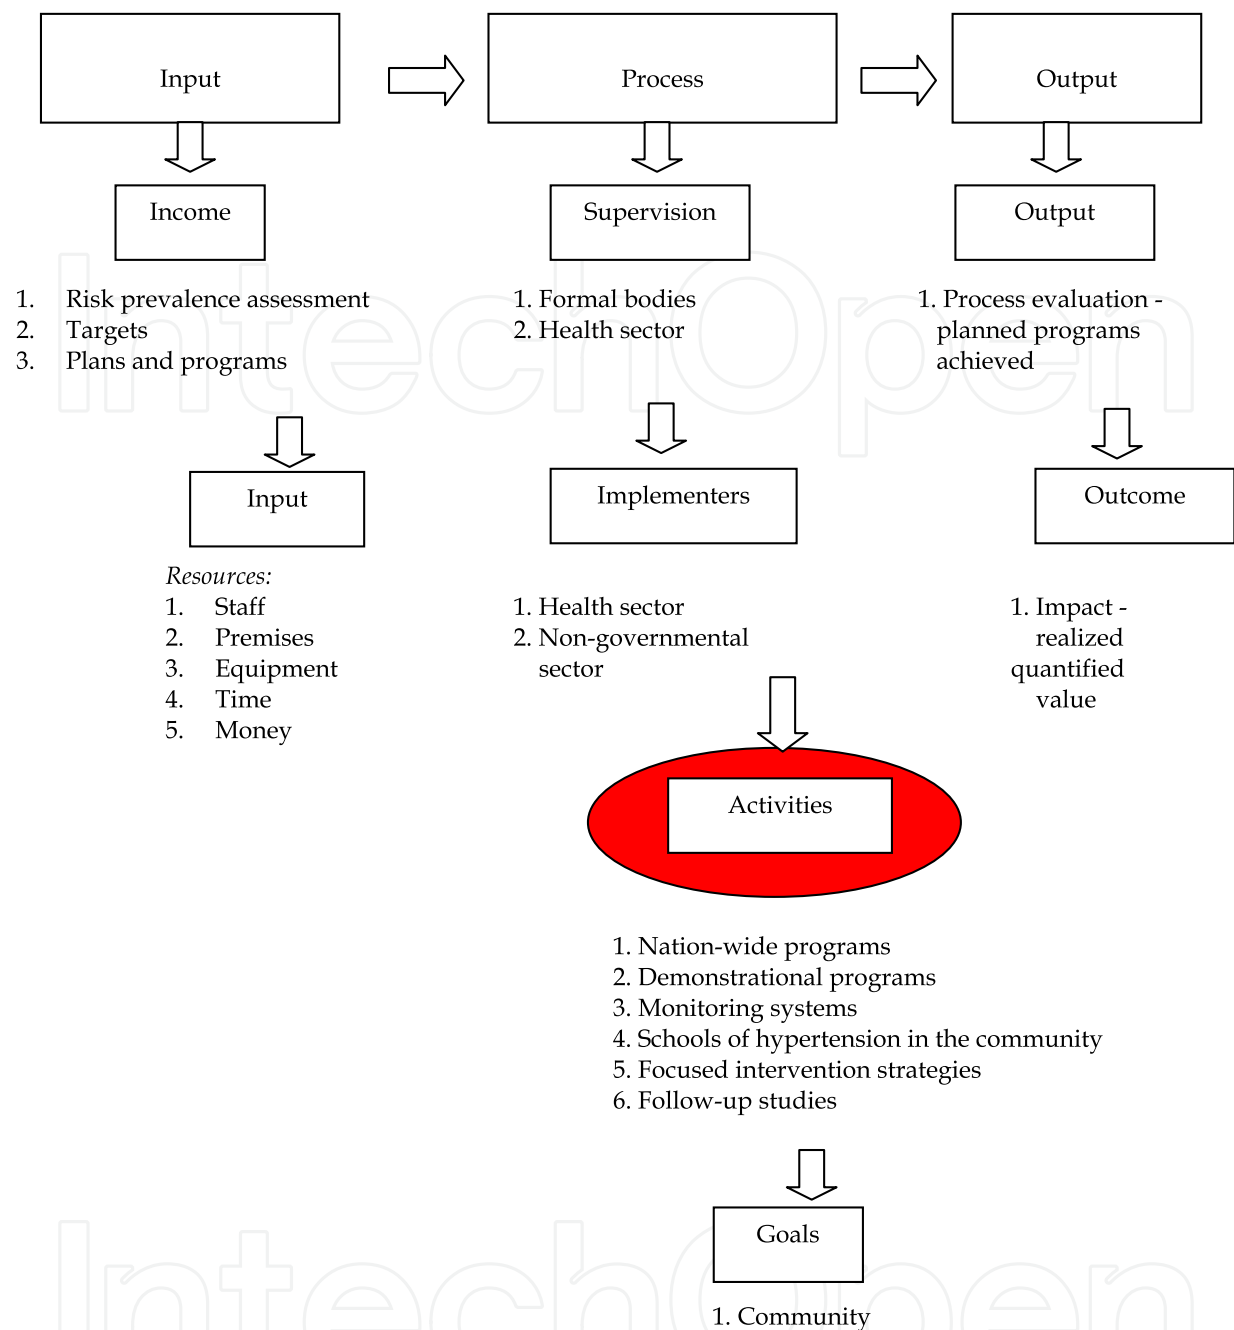 Input
Process
Output
Income
Supervision
Output
1. Risk prevalence assessment
2. Targets
3. Plans and programs
1. Formal bodies
2. Health sector
1. Process evaluation -
planned programs
achieved
Input
Implementers
Outcome
Resources:
1. Staff
2. Premises
3. Equipment
4. Time
5. Money
1. Health sector
2. Non-governmental
sector
1. Impact -
realized
quantified
value
Activities
1. Nation-wide programs
2. Demonstrational programs
3. Monitoring systems
4. Schools of hypertension in the community
5. Focused intervention strategies
6. Follow-up studies
Goals
1. Community
IntechOpen
IntechOpen